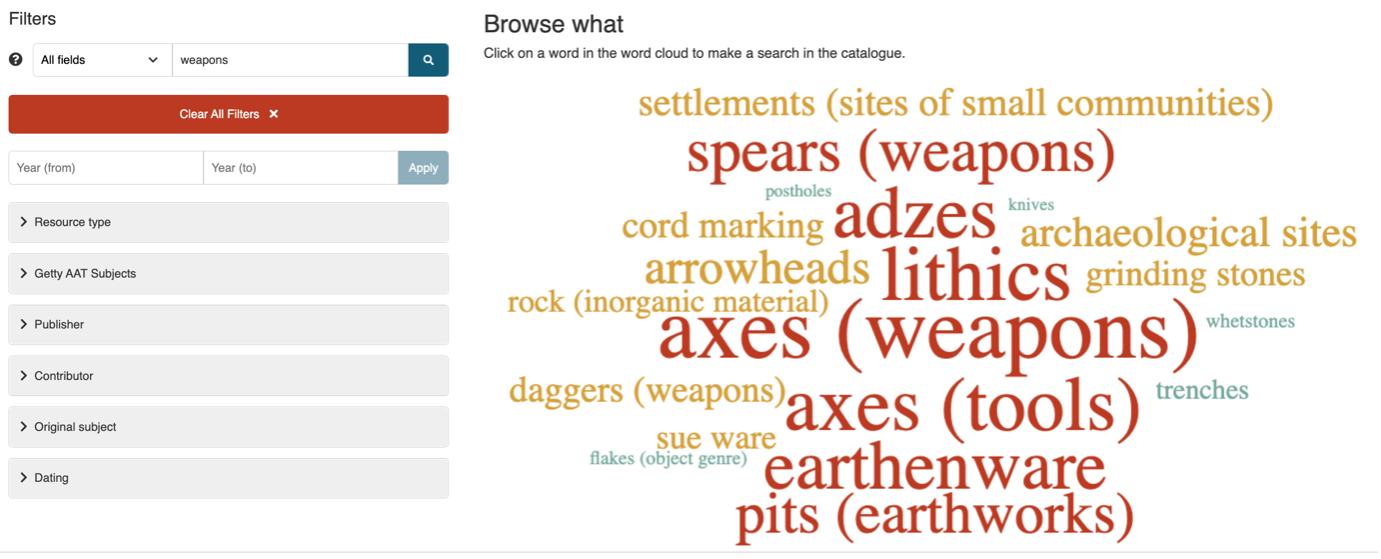 Filters
All fields
weapons
Clear All Filters
Year (from)
Year (to)
Apply
Resource type
Getty AAT Subjects
Publisher
Contributor
Original subject
Dating
Browse what
Click on a word in the word cloud to make a search in the catalogue.
settlements (sites of small communities)
spears (weapons)
postholes
adzes
knives
cord marking
archaeological sites
arrowheads
lithics
grinding stones
rock (inorganic material)
axes (weapons)
whetstones
daggers (weapons)
axes (tools)
trenches
sue ware
flakes (object genre)
earthenware
pits (earthworks)